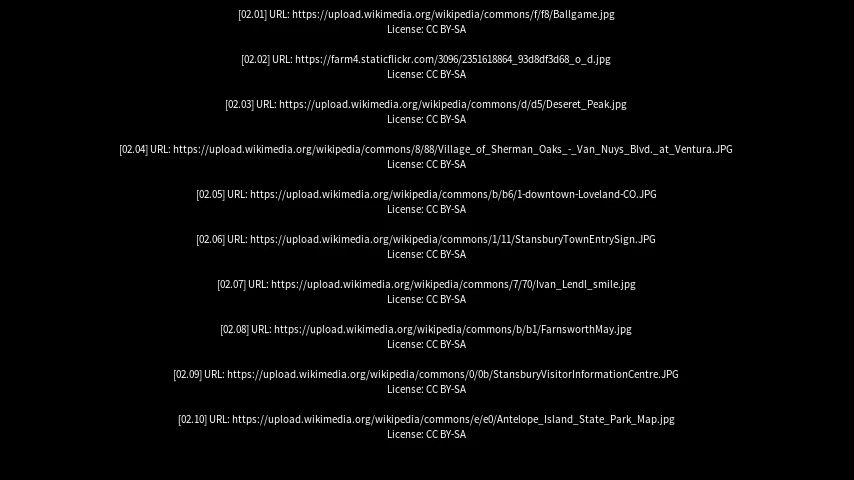 [02.01] URL: https://upload.wikimedia.org/wikipedia/commons/f/f8/Ballgame.jpg
License: CC BY-SA
[02.02] URL: https://farm4.staticflickr.com/3096/2351618864_93d8df3d68_o_d.jpg
License: CC BY-SA
[02.03] URL: https://upload.wikimedia.org/wikipedia/commons/d/d5/Deseret_Peak.jpg
License: CC BY-SA
[02.04] URL: https://upload.wikimedia.org/wikipedia/commons/8/88/Village_of_Sherman_Oaks_-_Van_Nuys_Blvd._at_Ventura.JPG
License: CC BY-SA
[02.05] URL: https://upload.wikimedia.org/wikipedia/commons/b/b6/1-downtown-Loveland-CO.JPG
License: CC BY-SA
[02.06] URL: https://upload.wikimedia.org/wikipedia/commons/1/11/StansburyTownEntrySign.JPG
License: CC BY-SA
[02.07] URL: https://upload.wikimedia.org/wikipedia/commons/7/70/Ivan_Lendl_smile.jpg
License: CC BY-SA
[02.08] URL: https://upload.wikimedia.org/wikipedia/commons/b/b1/FarnsworthMay.jpg
License: CC BY-SA
[02.09] URL: https://upload.wikimedia.org/wikipedia/commons/0/0b/StansburyVisitorInformationCentre.JPG
License: CC BY-SA
[02.10] URL: https://upload.wikimedia.org/wikipedia/commons/e/e0/Antelope_Island_State_Park_Map.jpg
License: CC BY-SA